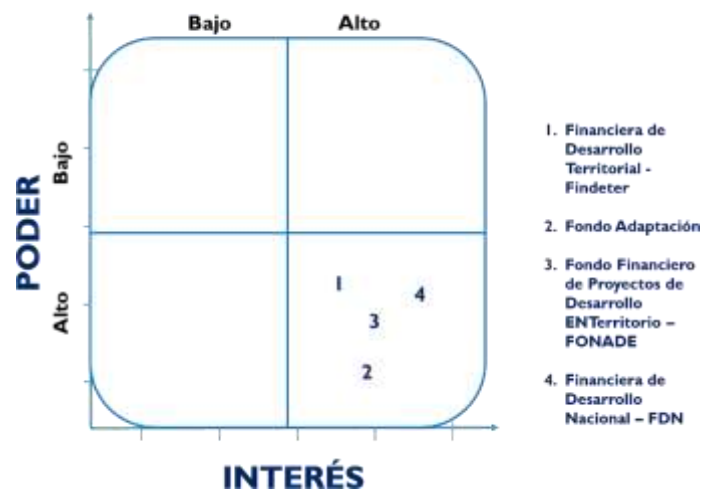 Bajo Alto
PODER
Bajo
Alto
1
4
3
2
INTERÉS
1. Financiera de
Desarrollo
Territorial -
Findeter
2. Fondo Adaptación
3. Fondo Financiero
de Proyectos de
Desarrollo
ENTerritorio –
FONADE
4. Financiera de
Desarrollo
Nacional – FDN